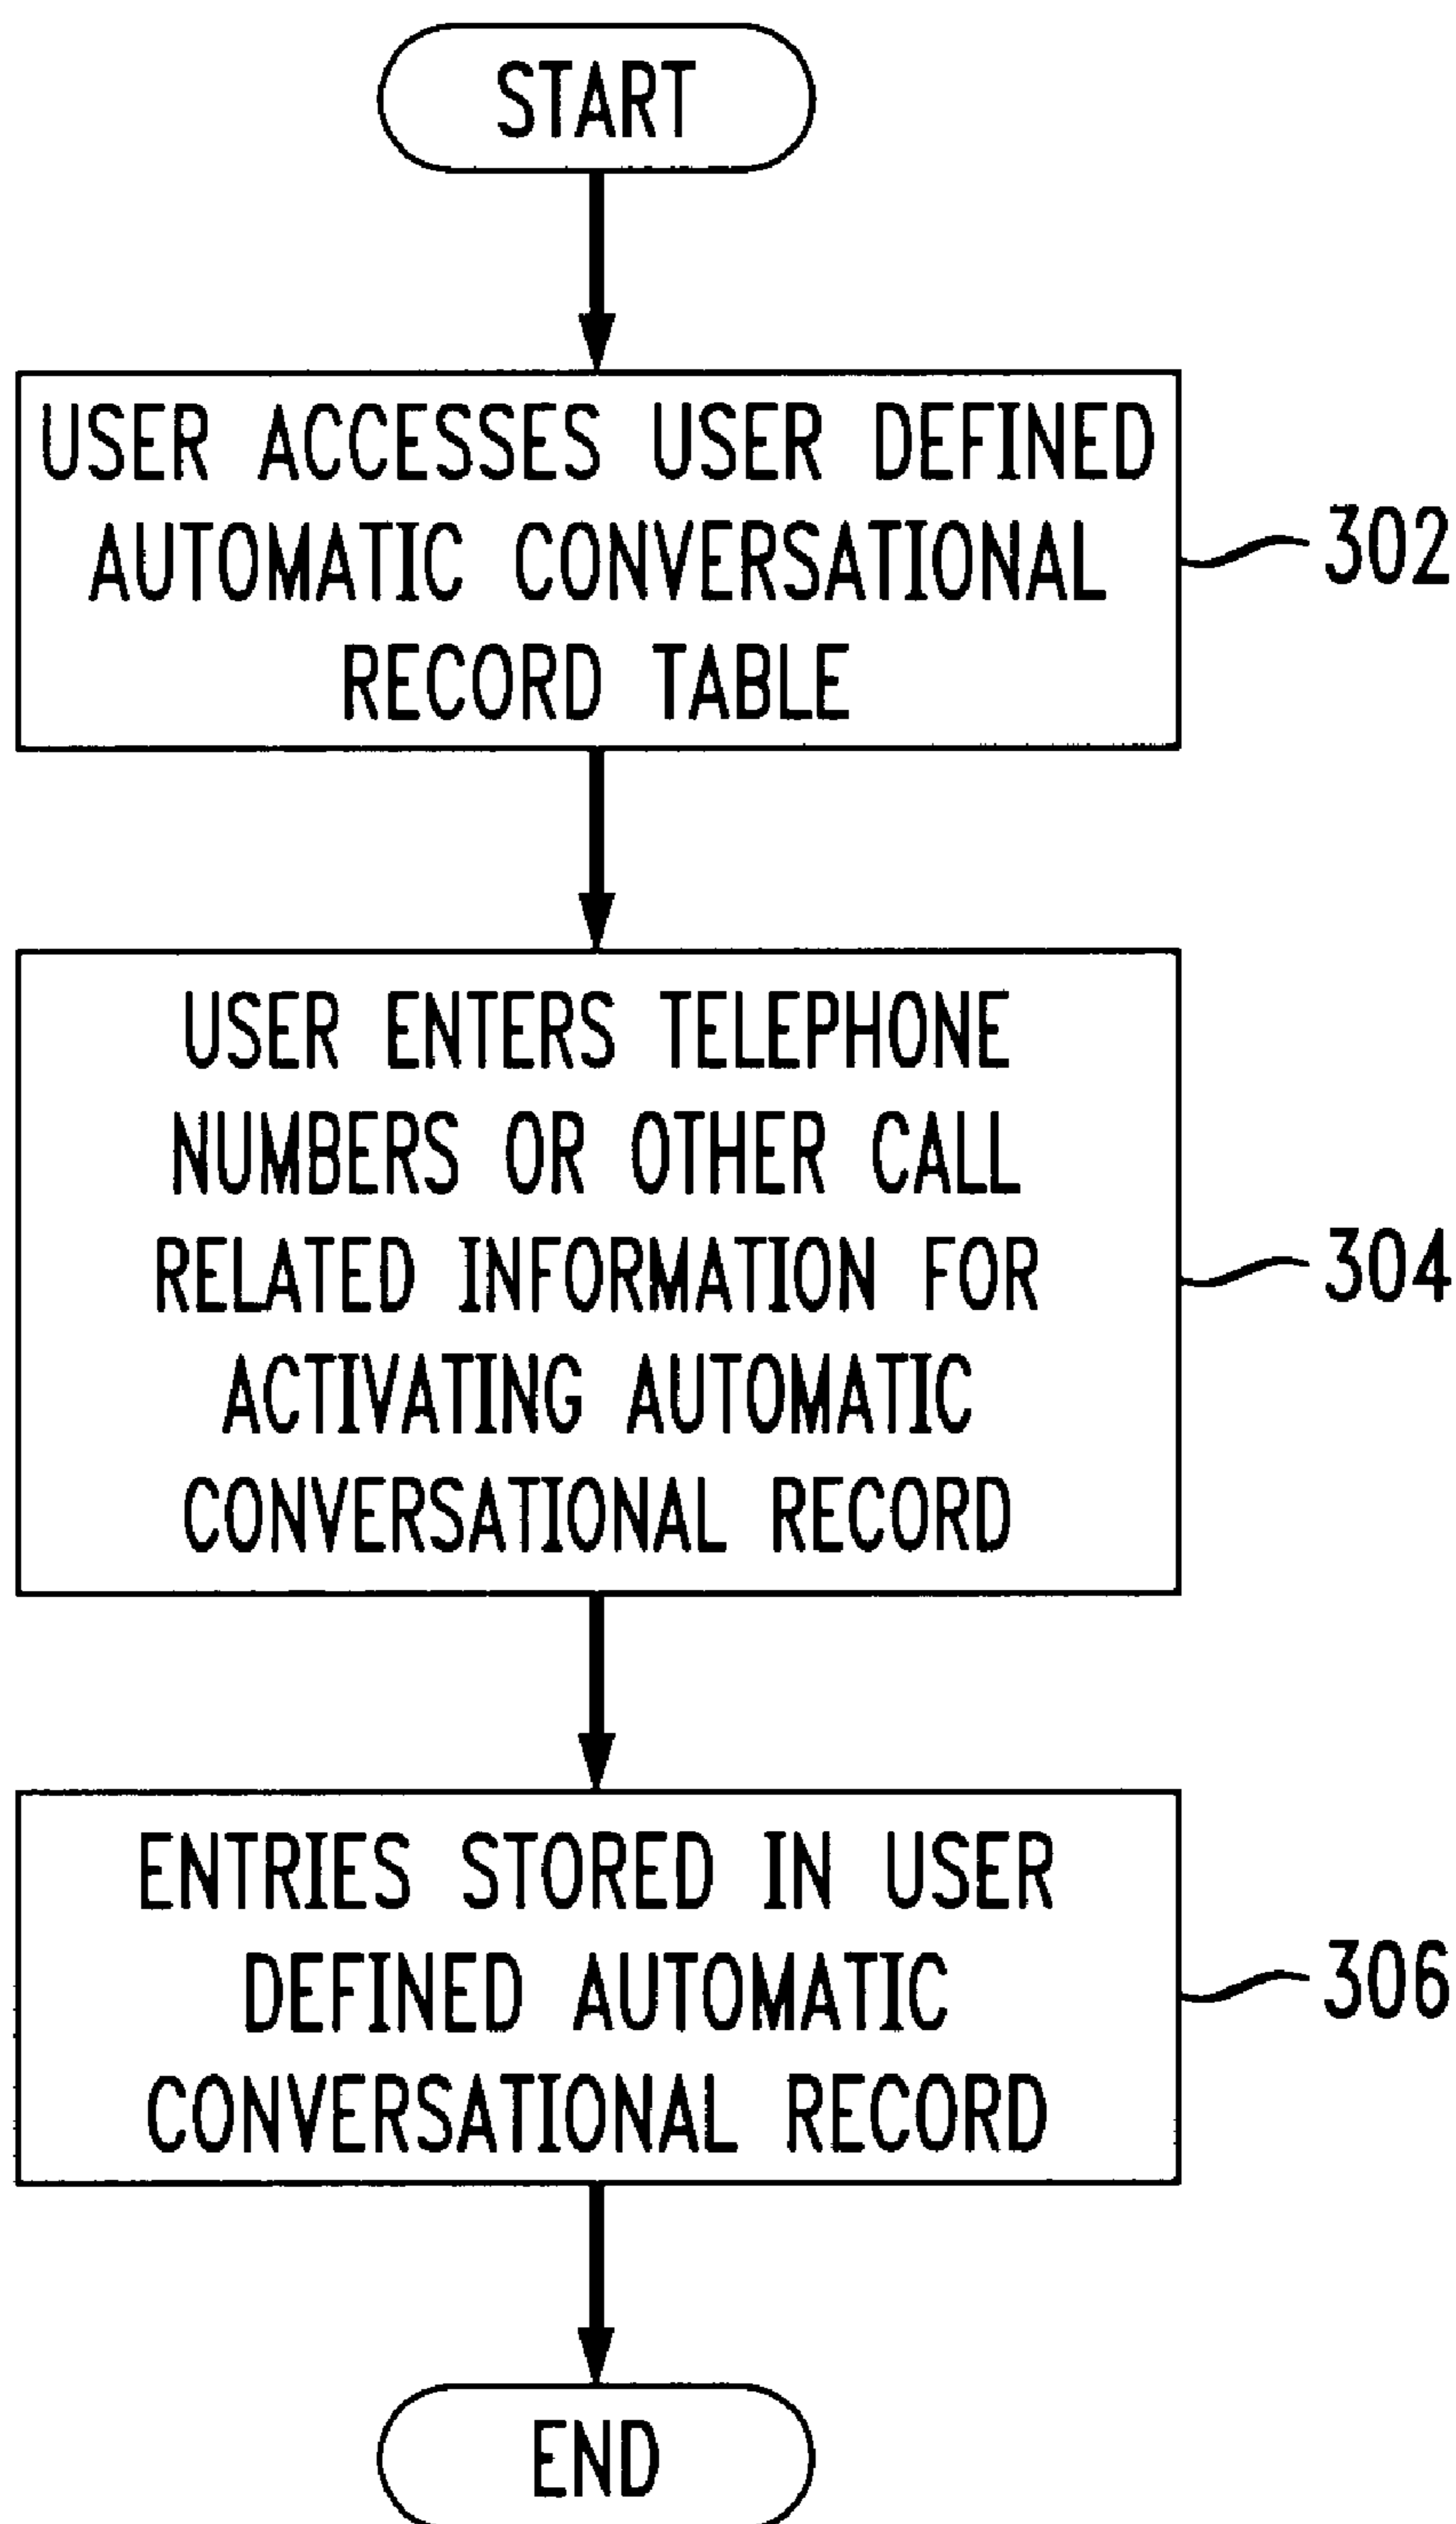 START
USER ACCESSES USER DEFINED
AUTOMATIC CONVERSATIONAL
RECORD TABLE
302
USER ENTERS TELEPHONE
NUMBERS OR OTHER CALL
RELATED INFORMATION FOR
ACTIVATING AUTOMATIC
CONVERSATIONAL RECORD
304
ENTRIES STORED IN USER
DEFINED AUTOMATIC
CONVERSATIONAL RECORD
306
END